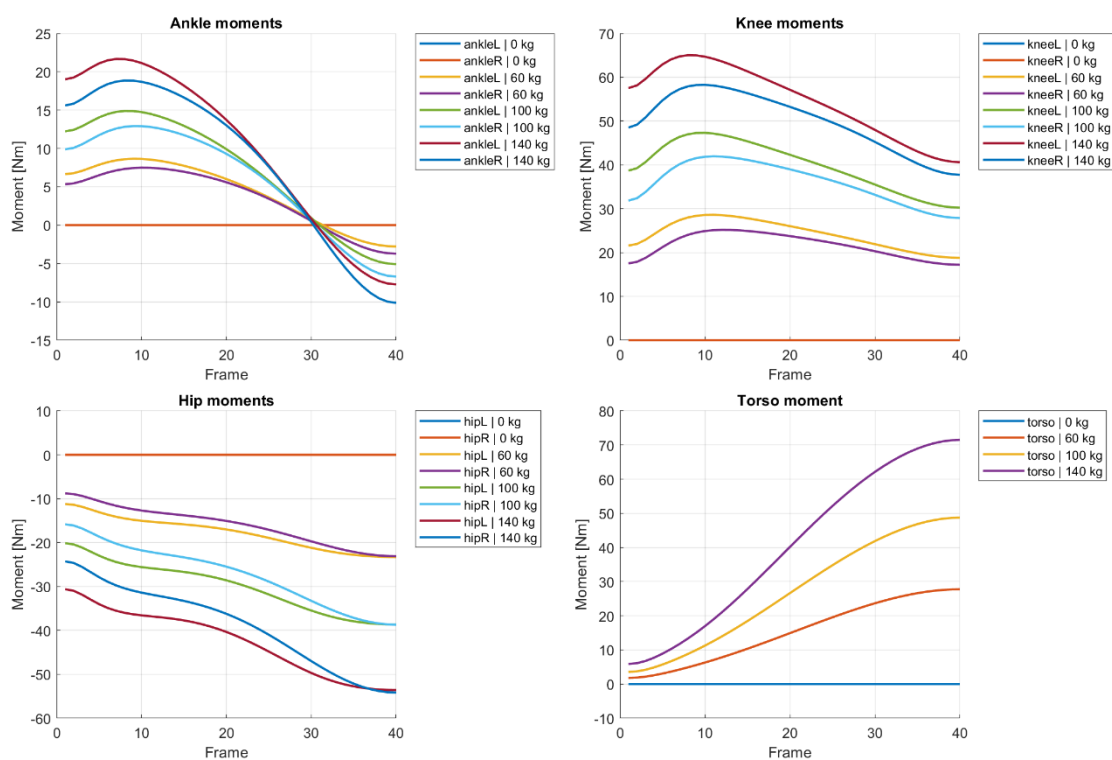 Ankle moments
25
20
15
10
5
0
-5
-10
-15
Moment [Nm]
0 10 20 30 40
Frame
ankleL | 0 kg
ankleR | 0 kg
ankleL | 60 kg
ankleR | 60 kg
ankleL | 100 kg
ankleR | 100 kg
ankleL | 140 kg
ankleR | 140 kg
Knee moments
70
60
50
40
30
20
10
0
Moment [Nm]
0 10 20 30 40
Frame
kneeL | 0 kg
kneeR | 0 kg
kneeL | 60 kg
kneeR | 60 kg
kneeL | 100 kg
kneeR | 100 kg
kneeL | 140 kg
kneeR | 140 kg
Hip moments
10
0
-10
-20
-30
-40
-50
-60
Moment [Nm]
0 10 20 30 40
Frame
hipL | 0 kg
hipR | 0 kg
hipL | 60 kg
hipR | 60 kg
hipL | 100 kg
hipR | 100 kg
hipL | 140 kg
hipR | 140 kg
Torso moment
80
70
60
50
40
30
20
10
0
-10
Moment [Nm]
0 10 20 30 40
Frame
torso | 0 kg
torso | 60 kg
torso | 100 kg
torso | 140 kg